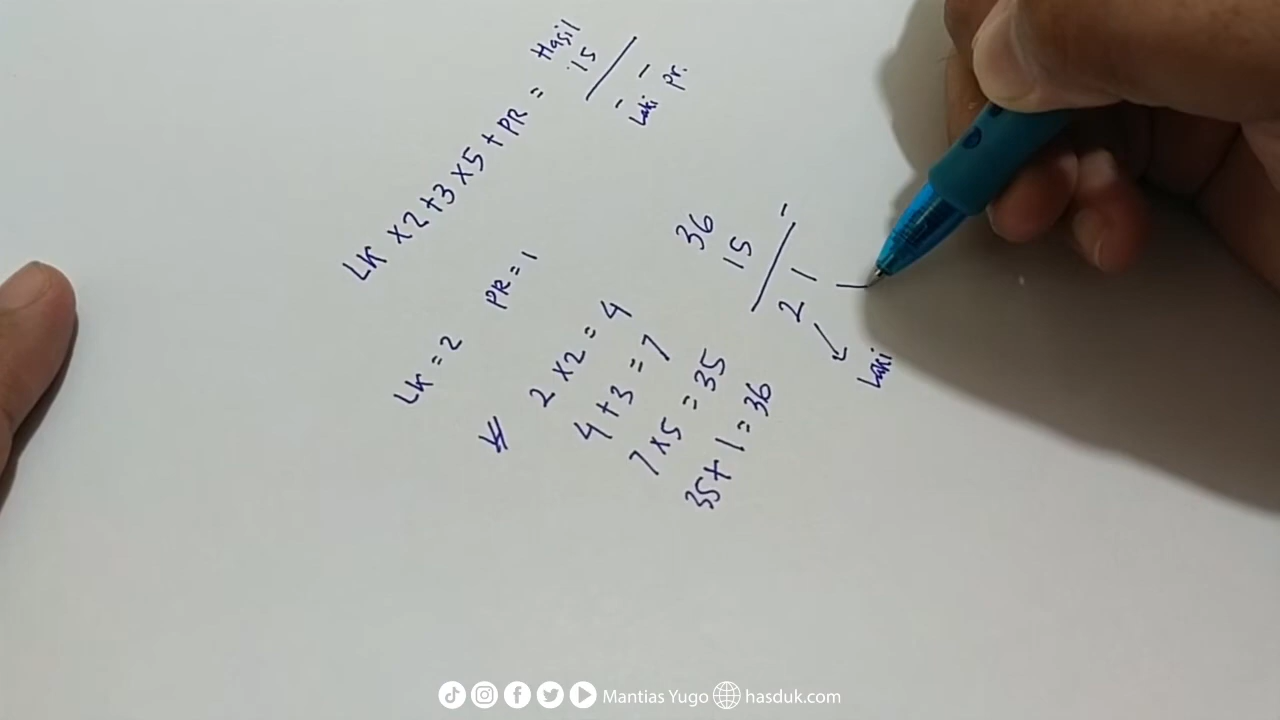 LK x 2 + 3 x 5 + PR = Hasil
15
- -
Laki Pr.
LK = 2 PR = 1
2 x 2 = 4
4 + 3 = 7
7 x 5 = 35
35 + 1 = 36
36
15
-
2 1
Laki
Mantias Yugo hasduk.com